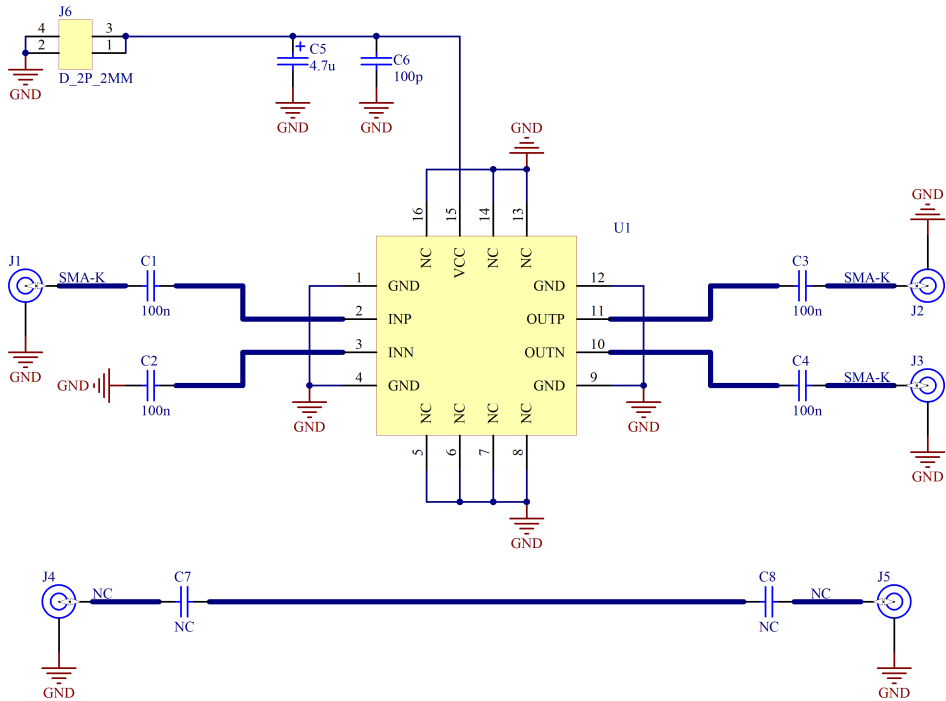 J6
4 3
2 1
D_2P_2MM
GND
C5
4.7u
GND
C6
100p
GND
GND
16 15 14 13
U1
NC VCC NC NC
J1
SMA-K
GND
C1
100n
GND
C2
100n
1 GND
2 INP
3 INN
4 GND
GND
GND 12
OUTP 11
OUTN 10
GND 9
GND
C3
100n
SMA-K
GND
J2
C4
100n
SMA-K
J3
GND
NC NC NC NC
5 6 7 8
GND
J4
NC
C7
NC
GND
C8
NC
NC
J5
GND